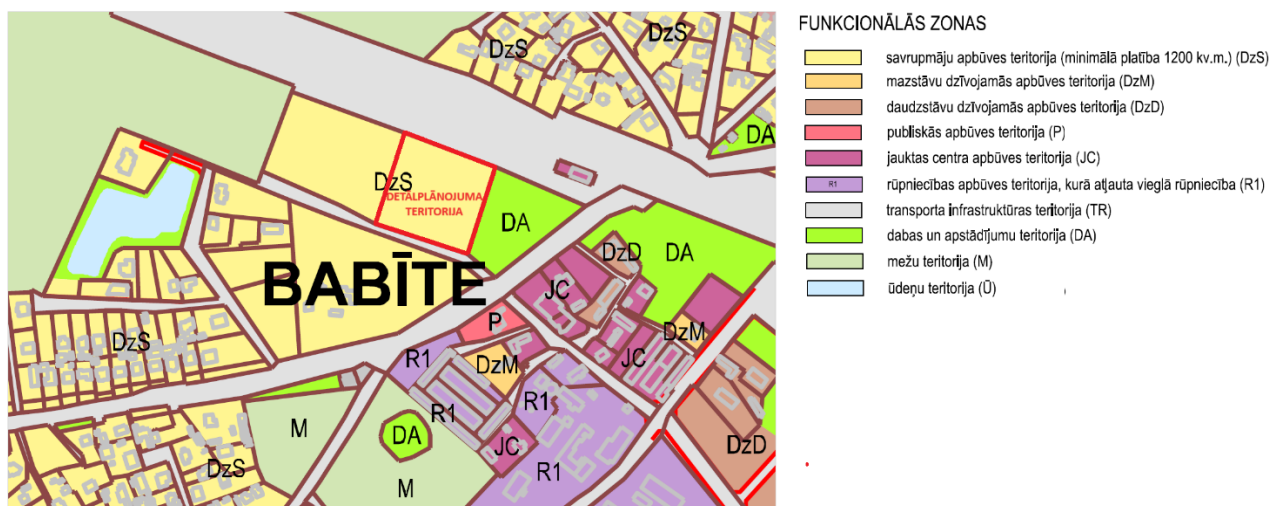 DzS
DzS
DA
DzS
DETAĻPLĀNOJUMA
TERITORIJA
DA
DzD
DA
BABĪTE
JC
P
DzM
DzS
R1
DzM
JC
R1
R1
M
DA
JC
DzD
DzS
R1
M
FUNKCIONĀLĀS ZONAS
savrupmāju apbūves teritorija (minimālā platība 1200 kv.m.) (DzS)
mazstāvu dzīvojamās apbūves teritorija (DzM)
daudzstāvu dzīvojamās apbūves teritorija (DzD)
publiskās apbūves teritorija (P)
jauktas centra apbūves teritorija (JC)
R1 rūpniecības apbūves teritorija, kurā atļauta vieglā rūpniecība (R1)
transporta infrastruktūras teritorija (TR)
dabas un apstādījumu teritorija (DA)
mežu teritorija (M)
ūdeņu teritorija (Ū)